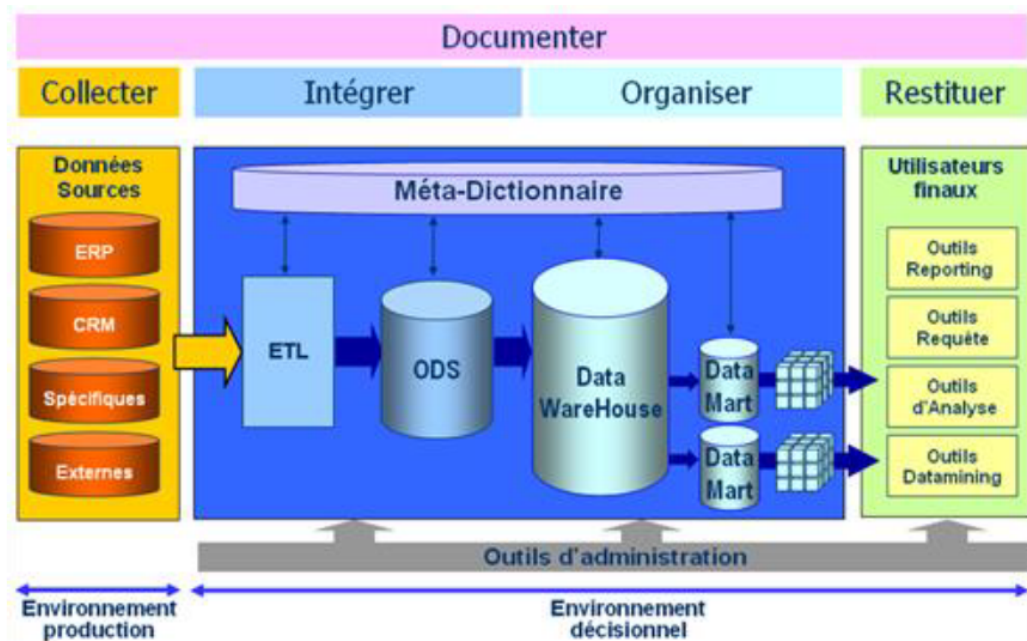 Documenter
Collecter
Intégrer
Organiser
Restituer
Données
Sources
ERP
CRM
Spécifiques
Externes
Méta-Dictionnaire
ETL
ODS
Data
WareHouse
Data
Mart
Data
Mart
Utilisateurs
finaux
Outils
Reporting
Outils
Requête
Outils
d'Analyse
Outils
Datamining
Outils d'administration
Environnement
production
Environnement
décisionnel